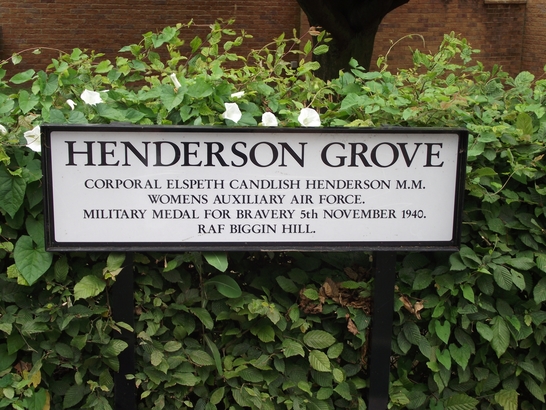 HENDERSON GROVE
CORPORAL ELSPETH CANDLISH HENDERSON M.M.
WOMENS AUXILIARY AIR FORCE.
MILITARY MEDAL FOR BRAVERY 5th NOVEMBER 1940.
RAF BIGGIN HILL.